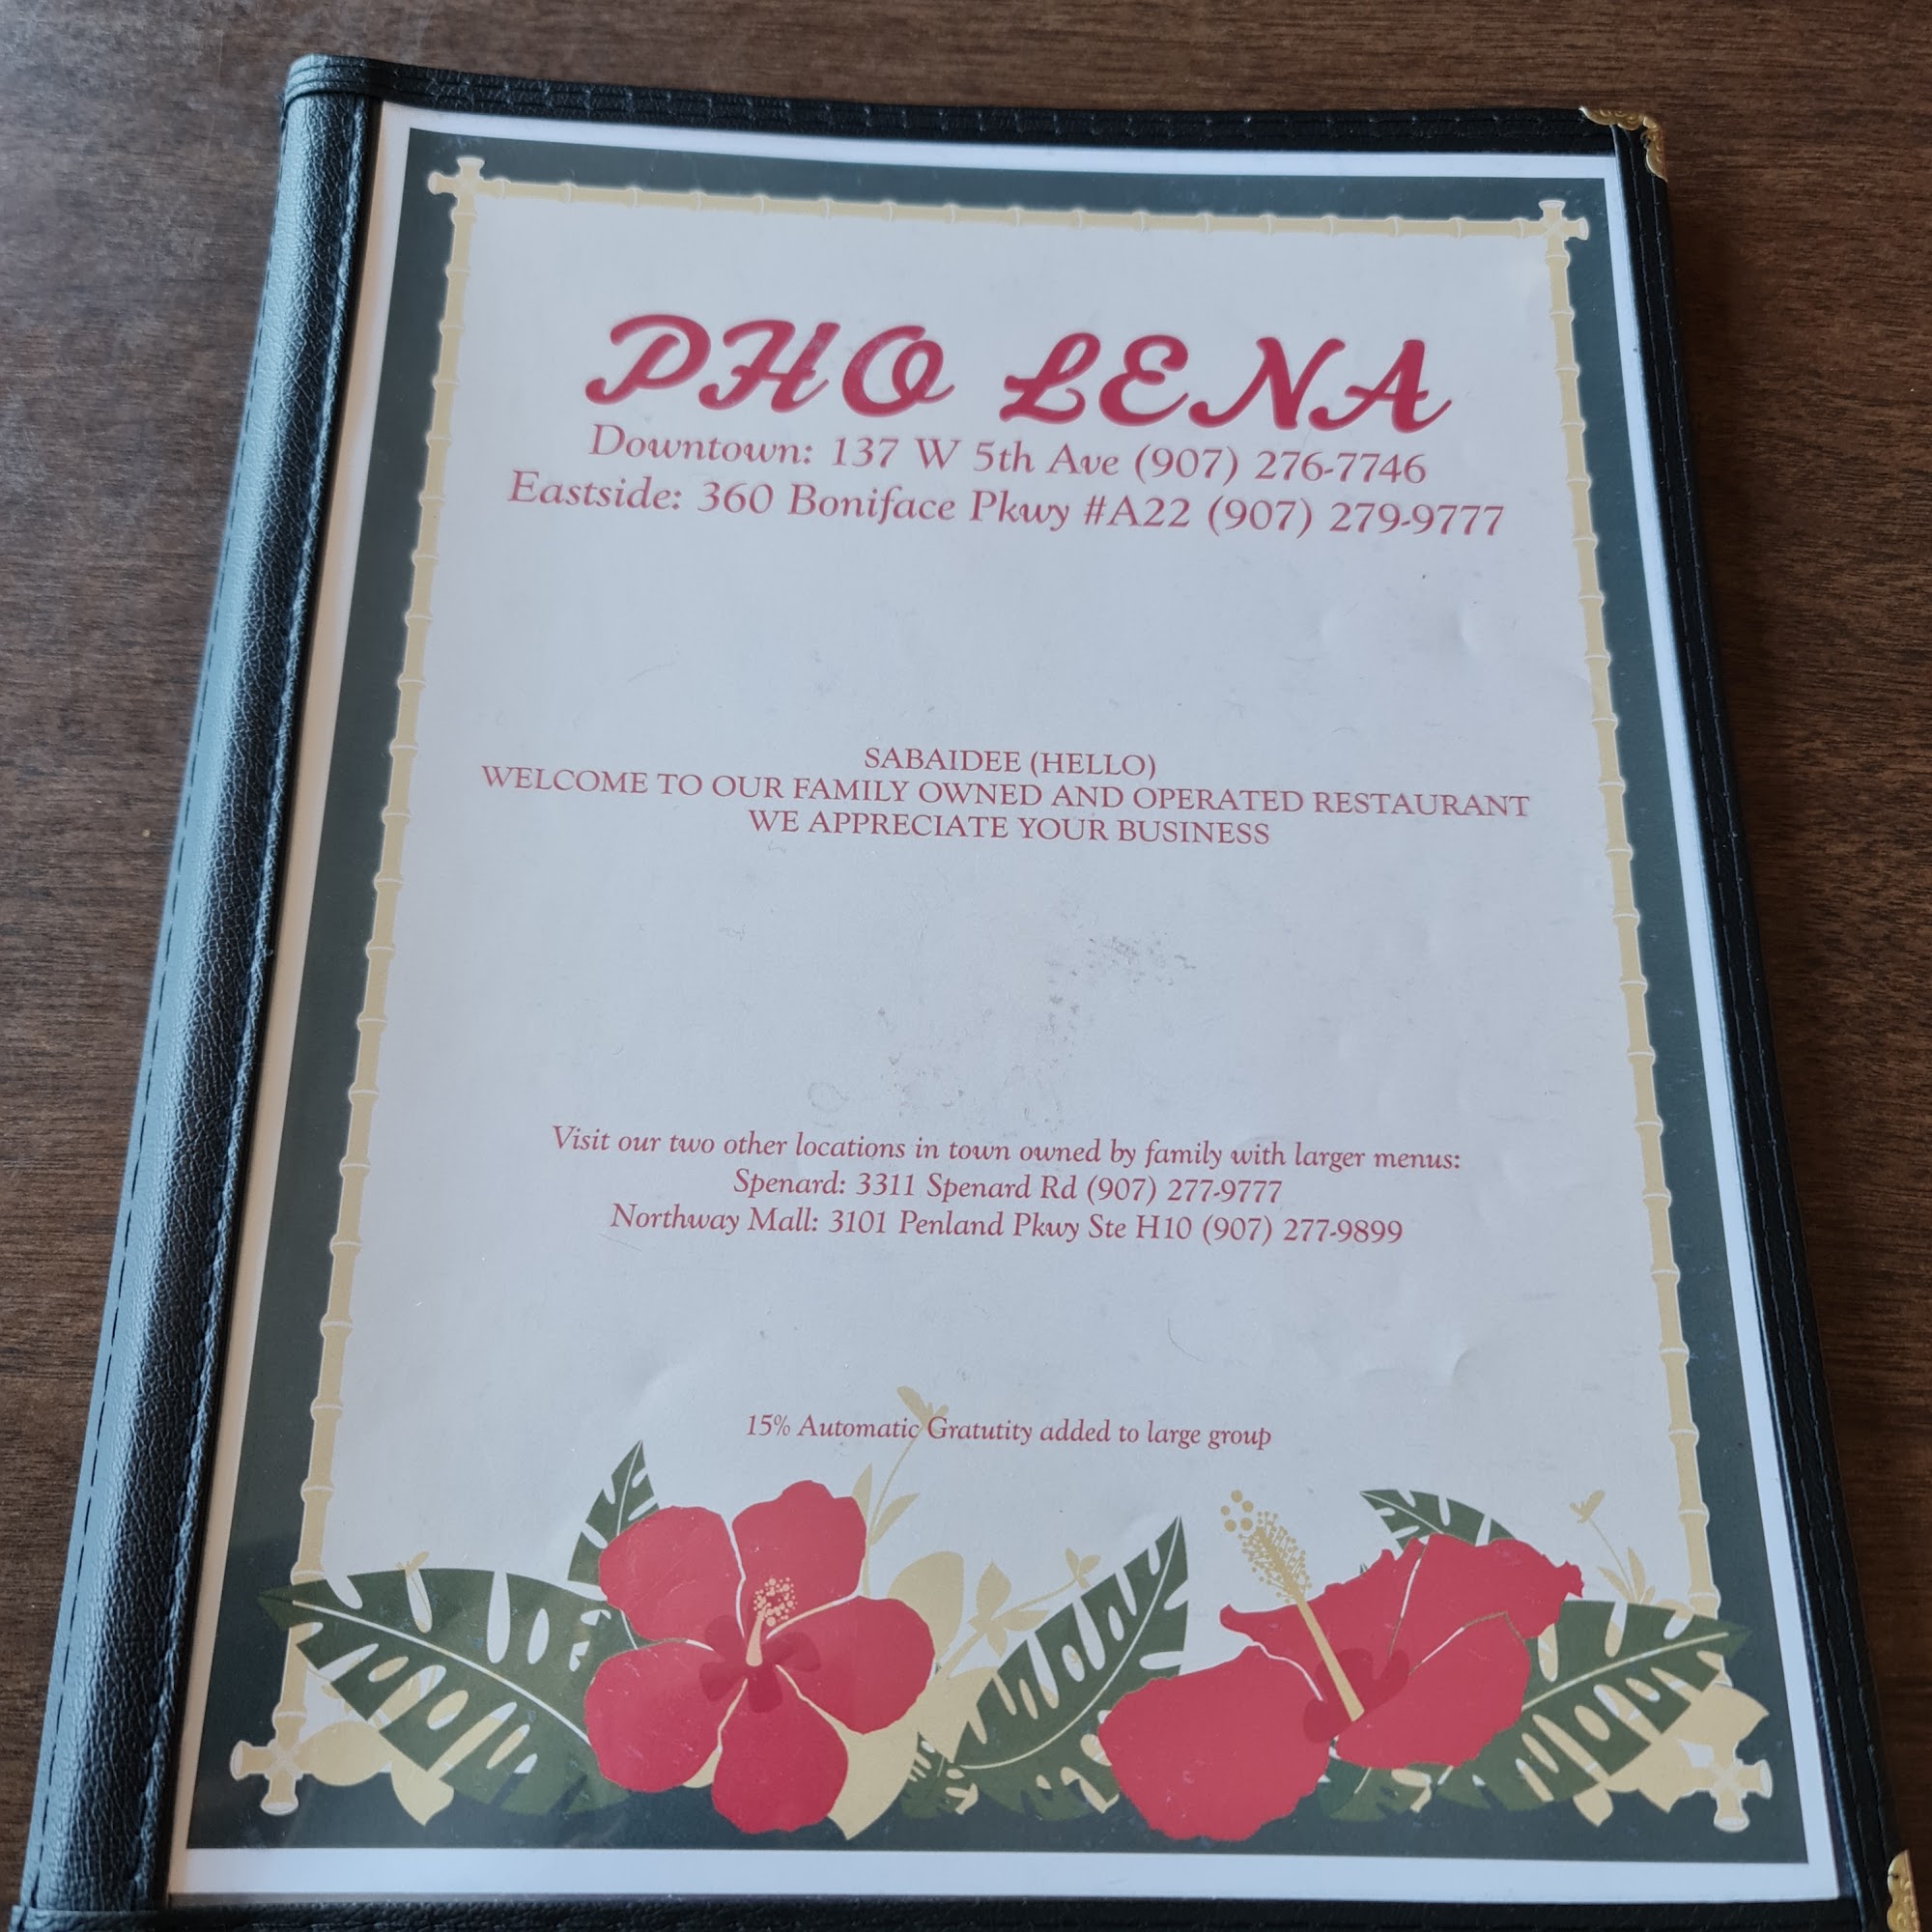 PHO LENA
Downtown: 137 W 5th Ave (907) 276-7746
Eastside: 360 Boniface Pkwy #A22 (907) 279-9777
SABAIDEE (HELLO)
WELCOME TO OUR FAMILY OWNED AND OPERATED RESTAURANT
WE APPRECIATE YOUR BUSINESS
Visit our two other locations in town owned by family with larger menus:
Spenard: 3311 Spenard Rd (907) 277-9777
Northway Mall: 3101 Penland Pkwy Ste H10 (907) 277-9899
15% Automatic Gratutity added to large group